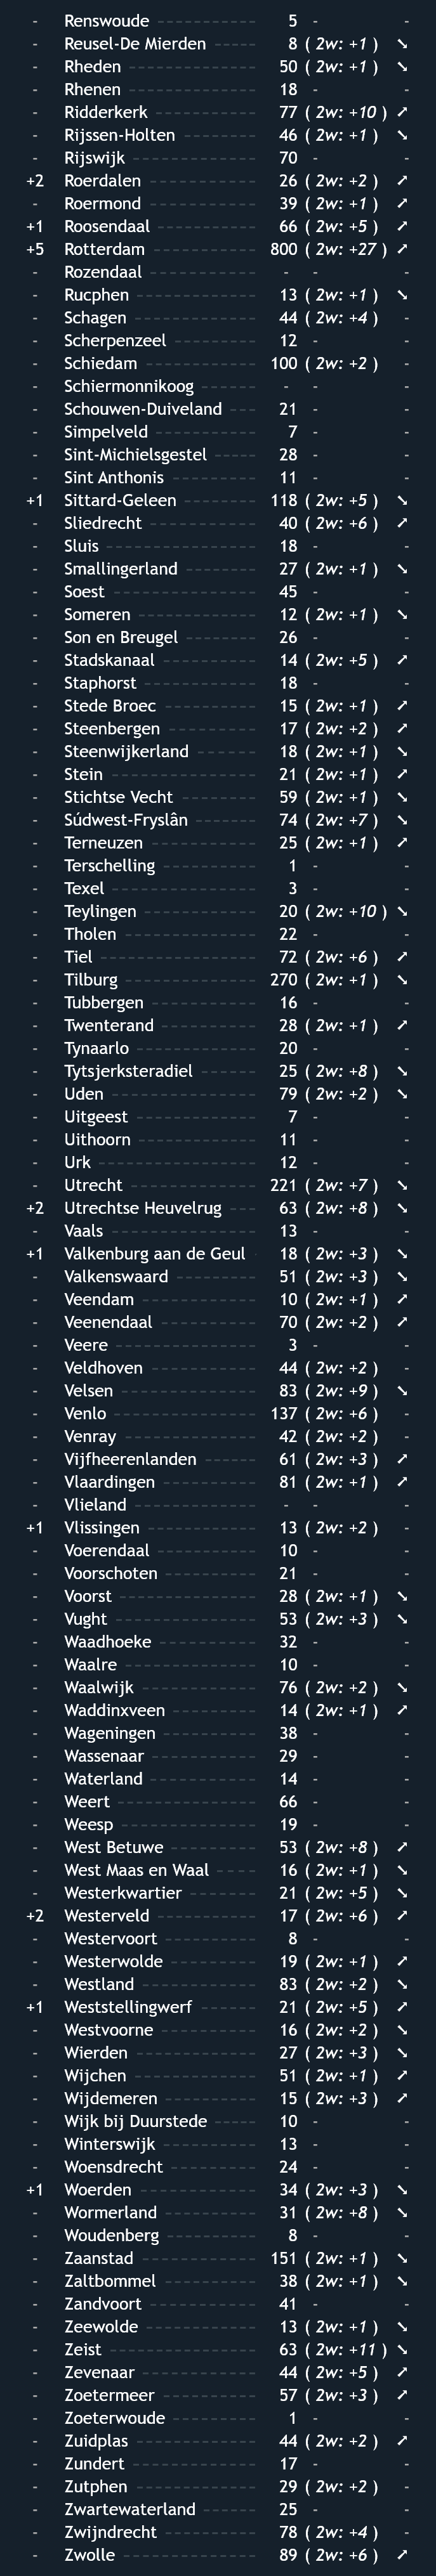 - Renswoude 5 - -
- Reusel-De Mierden 8 ( 2w: +1 ) ➘
- Rheden 50 ( 2w: +1 ) ➘
- Rhenen 18 - -
- Ridderkerk 77 ( 2w: +10 ) ➚
- Rijssen-Holten 46 ( 2w: +1 ) ➘
- Rijswijk 70 - -
+2 Roerdalen 26 ( 2w: +2 ) ➚
- Roermond 39 ( 2w: +1 ) ➚
+1 Roosendaal 66 ( 2w: +5 ) ➚
+5 Rotterdam 800 ( 2w: +27 ) ➚
- Rozendaal - - -
- Rucphen 13 ( 2w: +1 ) ➘
- Schagen 44 ( 2w: +4 ) -
- Scherpenzeel 12 - -
- Schiedam 100 ( 2w: +2 ) -
- Schiermonnikoog - - -
- Schouwen-Duiveland 21 - -
- Simpelveld 7 - -
- Sint-Michielsgestel 28 - -
- Sint Anthonis 11 - -
+1 Sittard-Geleen 118 ( 2w: +5 ) ➘
- Sliedrecht 40 ( 2w: +6 ) ➚
- Sluis 18 - -
- Smallingerland 27 ( 2w: +1 ) ➘
- Soest 45 - -
- Someren 12 ( 2w: +1 ) ➘
- Son en Breugel 26 - -
- Stadskanaal 14 ( 2w: +5 ) ➚
- Staphorst 18 - -
- Stede Broec 15 ( 2w: +1 ) ➚
- Steenbergen 17 ( 2w: +2 ) ➚
- Steenwijkerland 18 ( 2w: +1 ) ➘
- Stein 21 ( 2w: +1 ) ➚
- Stichtse Vecht 59 ( 2w: +1 ) ➘
- Súdwest-Fryslân 74 ( 2w: +7 ) ➘
- Terneuzen 25 ( 2w: +1 ) ➚
- Terschelling 1 - -
- Texel 3 - -
- Teylingen 20 ( 2w: +10 ) ➘
- Tholen 22 - -
- Tiel 72 ( 2w: +6 ) ➚
- Tilburg 270 ( 2w: +1 ) ➘
- Tubbergen 16 - -
- Twenterand 28 ( 2w: +1 ) ➚
- Tynaarlo 20 - -
- Tytsjerksteradiel 25 ( 2w: +8 ) ➘
- Uden 79 ( 2w: +2 ) ➘
- Uitgeest 7 - -
- Uithoorn 11 - -
- Urk 12 - -
- Utrecht 221 ( 2w: +7 ) ➘
+2 Utrechtse Heuvelrug 63 ( 2w: +8 ) ➘
- Vaals 13 - -
+1 Valkenburg aan de Geul 18 ( 2w: +3 ) ➘
- Valkenswaard 51 ( 2w: +3 ) ➘
- Veendam 10 ( 2w: +1 ) ➚
- Veenendaal 70 ( 2w: +2 ) ➚
- Veere 3 - -
- Veldhoven 44 ( 2w: +2 ) -
- Velsen 83 ( 2w: +9 ) ➘
- Venlo 137 ( 2w: +6 ) -
- Venray 42 ( 2w: +2 ) -
- Vijfheerenlanden 61 ( 2w: +3 ) ➚
- Vlaardingen 81 ( 2w: +1 ) ➚
- Vlieland - - -
+1 Vlissingen 13 ( 2w: +2 ) -
- Voerendaal 10 - -
- Voorschoten 21 - -
- Voorst 28 ( 2w: +1 ) ➘
- Vught 53 ( 2w: +3 ) ➘
- Waadhoeke 32 - -
- Waalre 10 - -
- Waalwijk 76 ( 2w: +2 ) ➘
- Waddinxveen 14 ( 2w: +1 ) ➚
- Wageningen 38 - -
- Wassenaar 29 - -
- Waterland 14 - -
- Weert 66 - -
- Weesp 19 - -
- West Betuwe 53 ( 2w: +8 ) ➚
- West Maas en Waal 16 ( 2w: +1 ) ➘
- Westerkwartier 21 ( 2w: +5 ) ➘
+2 Westerveld 17 ( 2w: +6 ) ➚
- Westervoort 8 - -
- Westerwolde 19 ( 2w: +1 ) ➚
- Westland 83 ( 2w: +2 ) ➘
+1 Weststellingwerf 21 ( 2w: +5 ) ➚
- Westvoorne 16 ( 2w: +2 ) ➘
- Wierden 27 ( 2w: +3 ) ➘
- Wijchen 51 ( 2w: +1 ) ➚
- Wijdemeren 15 ( 2w: +3 ) ➚
- Wijk bij Duurstede 10 - -
- Winterswijk 13 - -
- Woensdrecht 24 - -
+1 Woerden 34 ( 2w: +3 ) ➘
- Wormerland 31 ( 2w: +8 ) ➘
- Woudenberg 8 - -
- Zaanstad 151 ( 2w: +1 ) ➘
- Zaltbommel 38 ( 2w: +1 ) ➘
- Zandvoort 41 - -
- Zeewolde 13 ( 2w: +1 ) ➘
- Zeist 63 ( 2w: +11 ) ➘
- Zevenaar 44 ( 2w: +5 ) ➚
- Zoetermeer 57 ( 2w: +3 ) ➚
- Zoeterwoude 1 - -
- Zuidplas 44 ( 2w: +2 ) ➚
- Zundert 17 - -
- Zutphen 29 ( 2w: +2 ) -
- Zwartewaterland 25 - -
- Zwijndrecht 78 ( 2w: +4 ) -
- Zwolle 89 ( 2w: +6 ) ➚